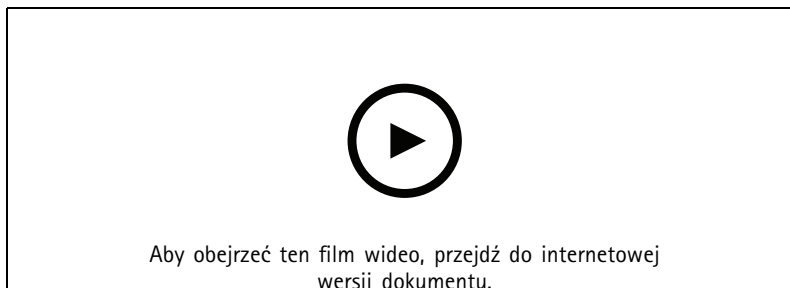 Aby obejrzeć ten film wideo, przejdź do internetowej
wersji dokumentu.